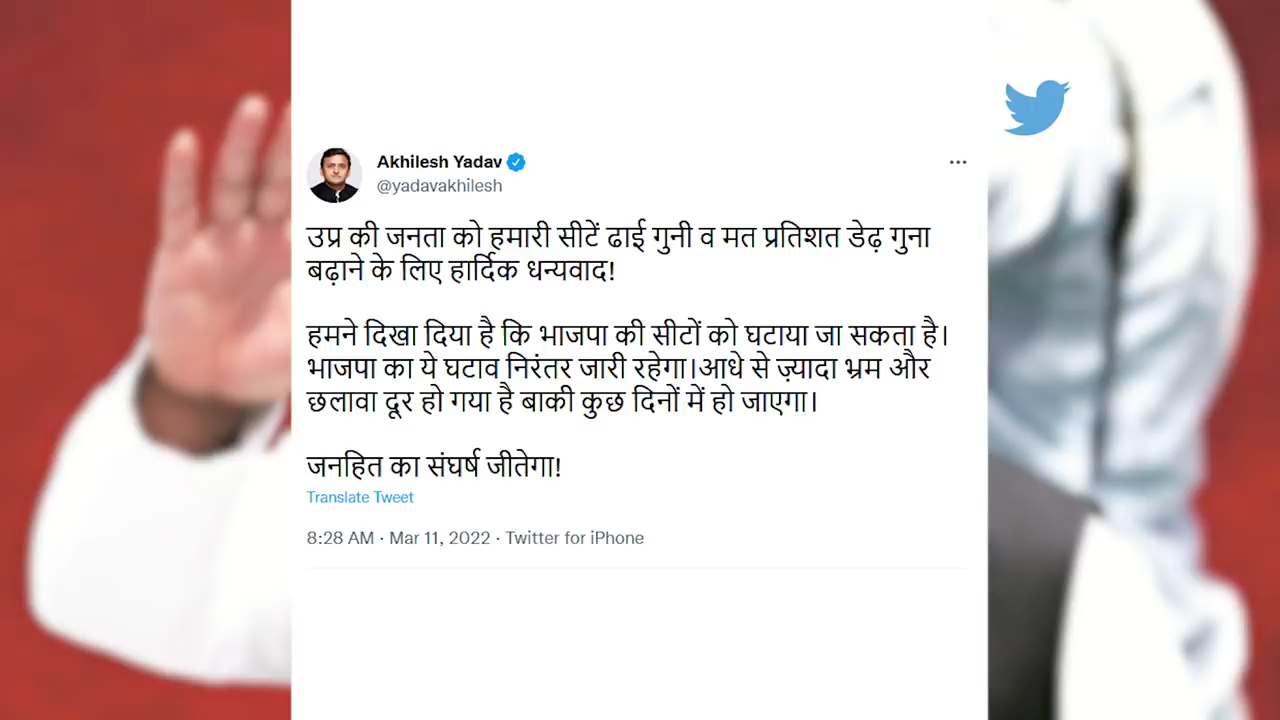 Akhilesh Yadav
@yadavakhilesh
उप्र की जनता को हमारी सीटें ढाई गुनी व मत प्रतिशत डेढ़ गुना
बढ़ाने के लिए हार्दिक धन्यवाद!
हमने दिखा दिया है कि भाजपा की सीटों को घटाया जा सकता है।
भाजपा का ये घटाव निरंतर जारी रहेगा।आधे से ज़्यादा भ्रम और
छलावा दूर हो गया है बाकी कुछ दिनों में हो जाएगा।
जनहित का संघर्ष जीतेगा!
Translate Tweet
8:28 AM · Mar 11, 2022 · Twitter for iPhone